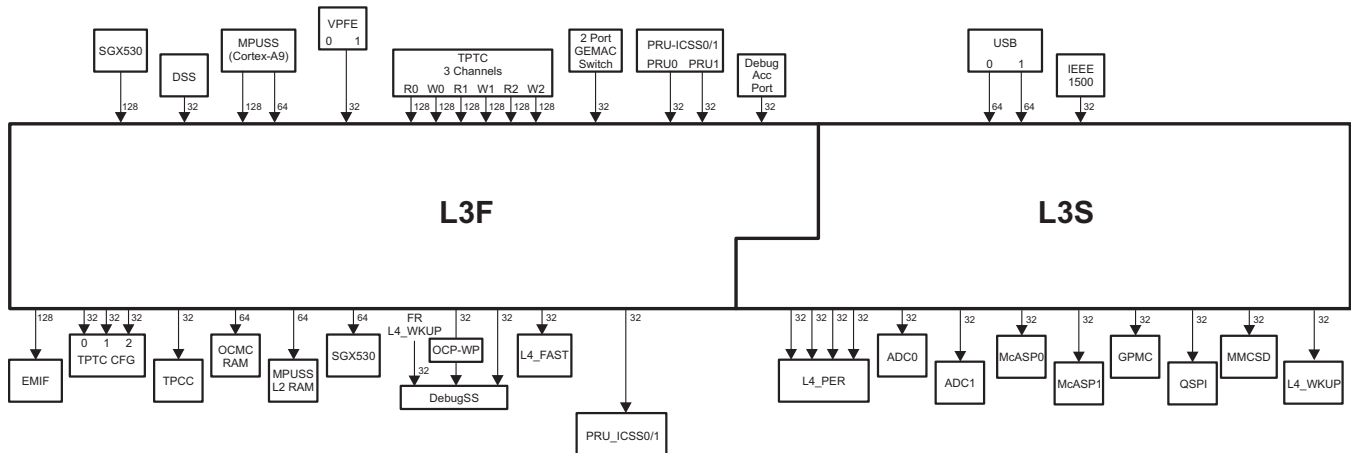 SGX530
DSS
MPUSS
(Cortex-A9)
VPFE
0 1
TPTC
3 Channels
R0 W0 R1 W1 R2 W2
2 Port
GEMAC
Switch
PRU-ICSS0/1
PRU0 PRU1
Debug
Acc
Port
USB
0 1
IEEE
1500
128
32
128 64
32
128 128 128 128 128 128
32
32 32
32
64 64
32
L3F
L3S
128
32 32 32
32
64
64
64
FR
L4_WKUP
32
32
32
32
32
32 32 32 32
32
32
32
32
32
32
32
32
0 1 2
TPTC CFG
EMIF
TPCC
OCMC
RAM
MPUSS
L2 RAM
SGX530
OCP-WP
DebugSS
L4_FAST
PRU_ICSS0/1
L4_PER
ADC0
ADC1
McASP0
McASP1
GPMC
QSPI
MMCSD
L4_WKUP